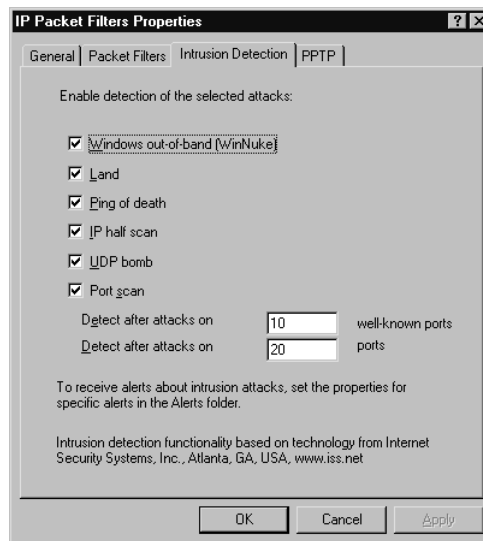 IP Packet Filters Properties
General Packet Filters Intrusion Detection PPTP
Enable detection of the selected attacks:
Windows out-of-band (WinNuke)
Land
Ping of death
IP half scan
UDP bomb
Port scan
Detect after attacks on 10 well-known ports
Detect after attacks on 20 ports
To receive alerts about intrusion attacks, set the properties for
specific alerts in the Alerts folder.
Intrusion detection functionality based on technology from Internet
Security Systems, Inc., Atlanta, GA, USA, www.iss.net
OK Cancel Apply